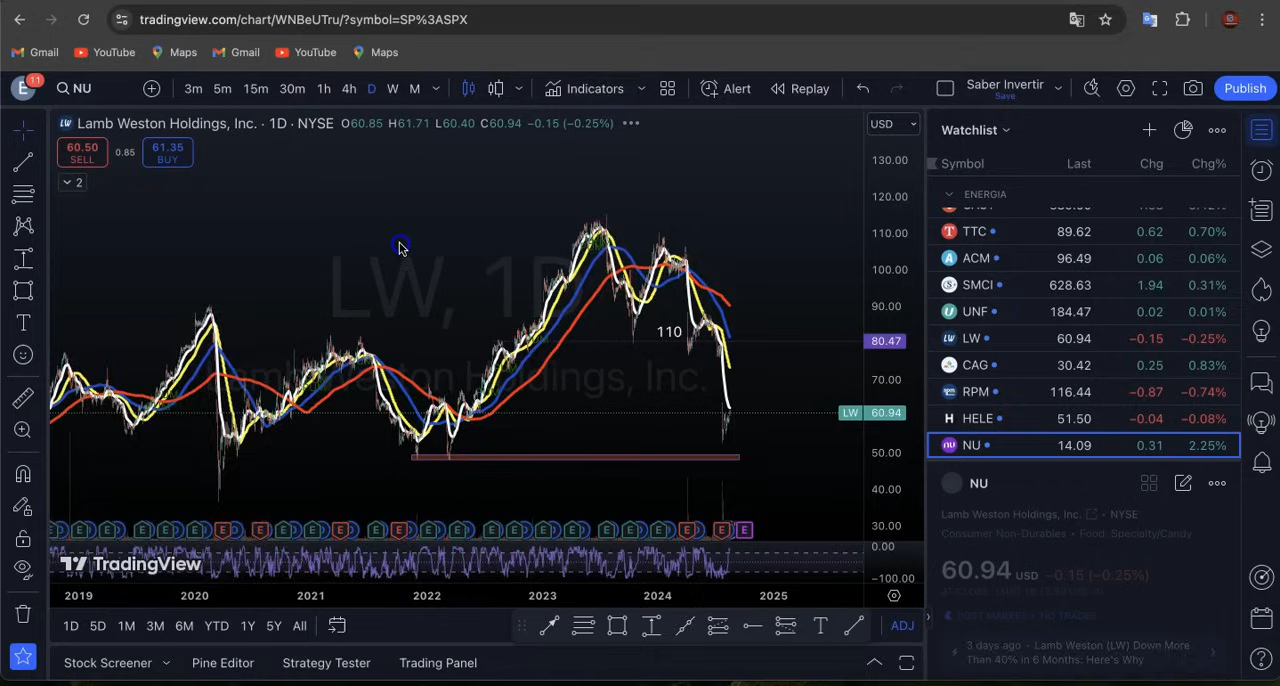 tradingview.com/chart/WNBeUTru/?symbol=SP%3ASPX
Gmail YouTube Maps Gmail YouTube Maps
E 11 NU 3m 5m 15m 30m 1h 4h D W M Indicators Alert Replay Saber Invertir Save Publish
Lamb Weston Holdings, Inc. · 1D · NYSE O60.85 H61.71 L60.40 C60.94 −0.15 (−0.25%)
USD
60.50 SELL 0.85 61.35 BUY
2
LW, 1D
Lamb Weston Holdings, Inc.
110
130.00
120.00
110.00
100.00
90.00
80.47
70.00
LW 60.94
50.00
40.00
30.00
0.00
−100.00
TradingView
2019 2020 2021 2022 2023 2024 2025
1D 5D 1M 3M 6M YTD 1Y 5Y All ADJ
Stock Screener Pine Editor Strategy Tester Trading Panel
Watchlist
Symbol Last Chg Chg%
ENERGIA
TTC 89.62 0.62 0.70%
ACM 96.49 0.06 0.06%
SMCI 628.63 1.94 0.31%
UNF 184.47 0.02 0.01%
LW 60.94 −0.15 −0.25%
CAG 30.42 0.25 0.83%
RPM 116.44 −0.87 −0.74%
HELE 51.50 −0.04 −0.08%
NU 14.09 0.31 2.25%
NU
Lamb Weston Holdings, Inc. · NYSE
Consumer Non-Durables · Food: Specialty/Candy
60.94 USD −0.15 (−0.25%)
POST MARKET · NO TRADES
3 days ago · Lamb Weston (LW) Down More
Than 40% in 6 Months: Here's Why